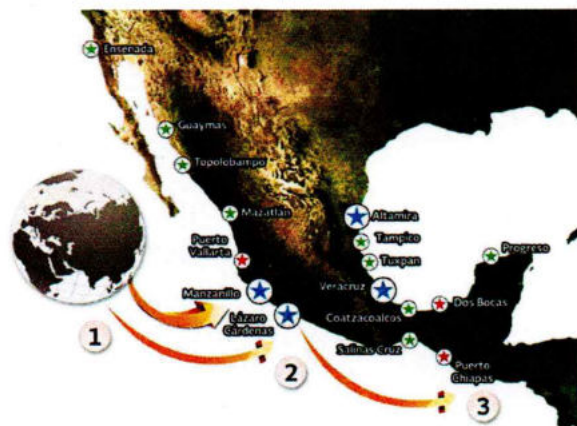 Ensenada
Guaymas
Topolobampo
Mazatlán
Puerto
Vallarta
Manzanillo
Lázaro
Cárdenas
Altamira
Tampico
Tuxpan
Veracruz
Coatzacoalcos
Dos Bocas
Progreso
Salinas Cruz
Puerto
Chiapas
1
2
3